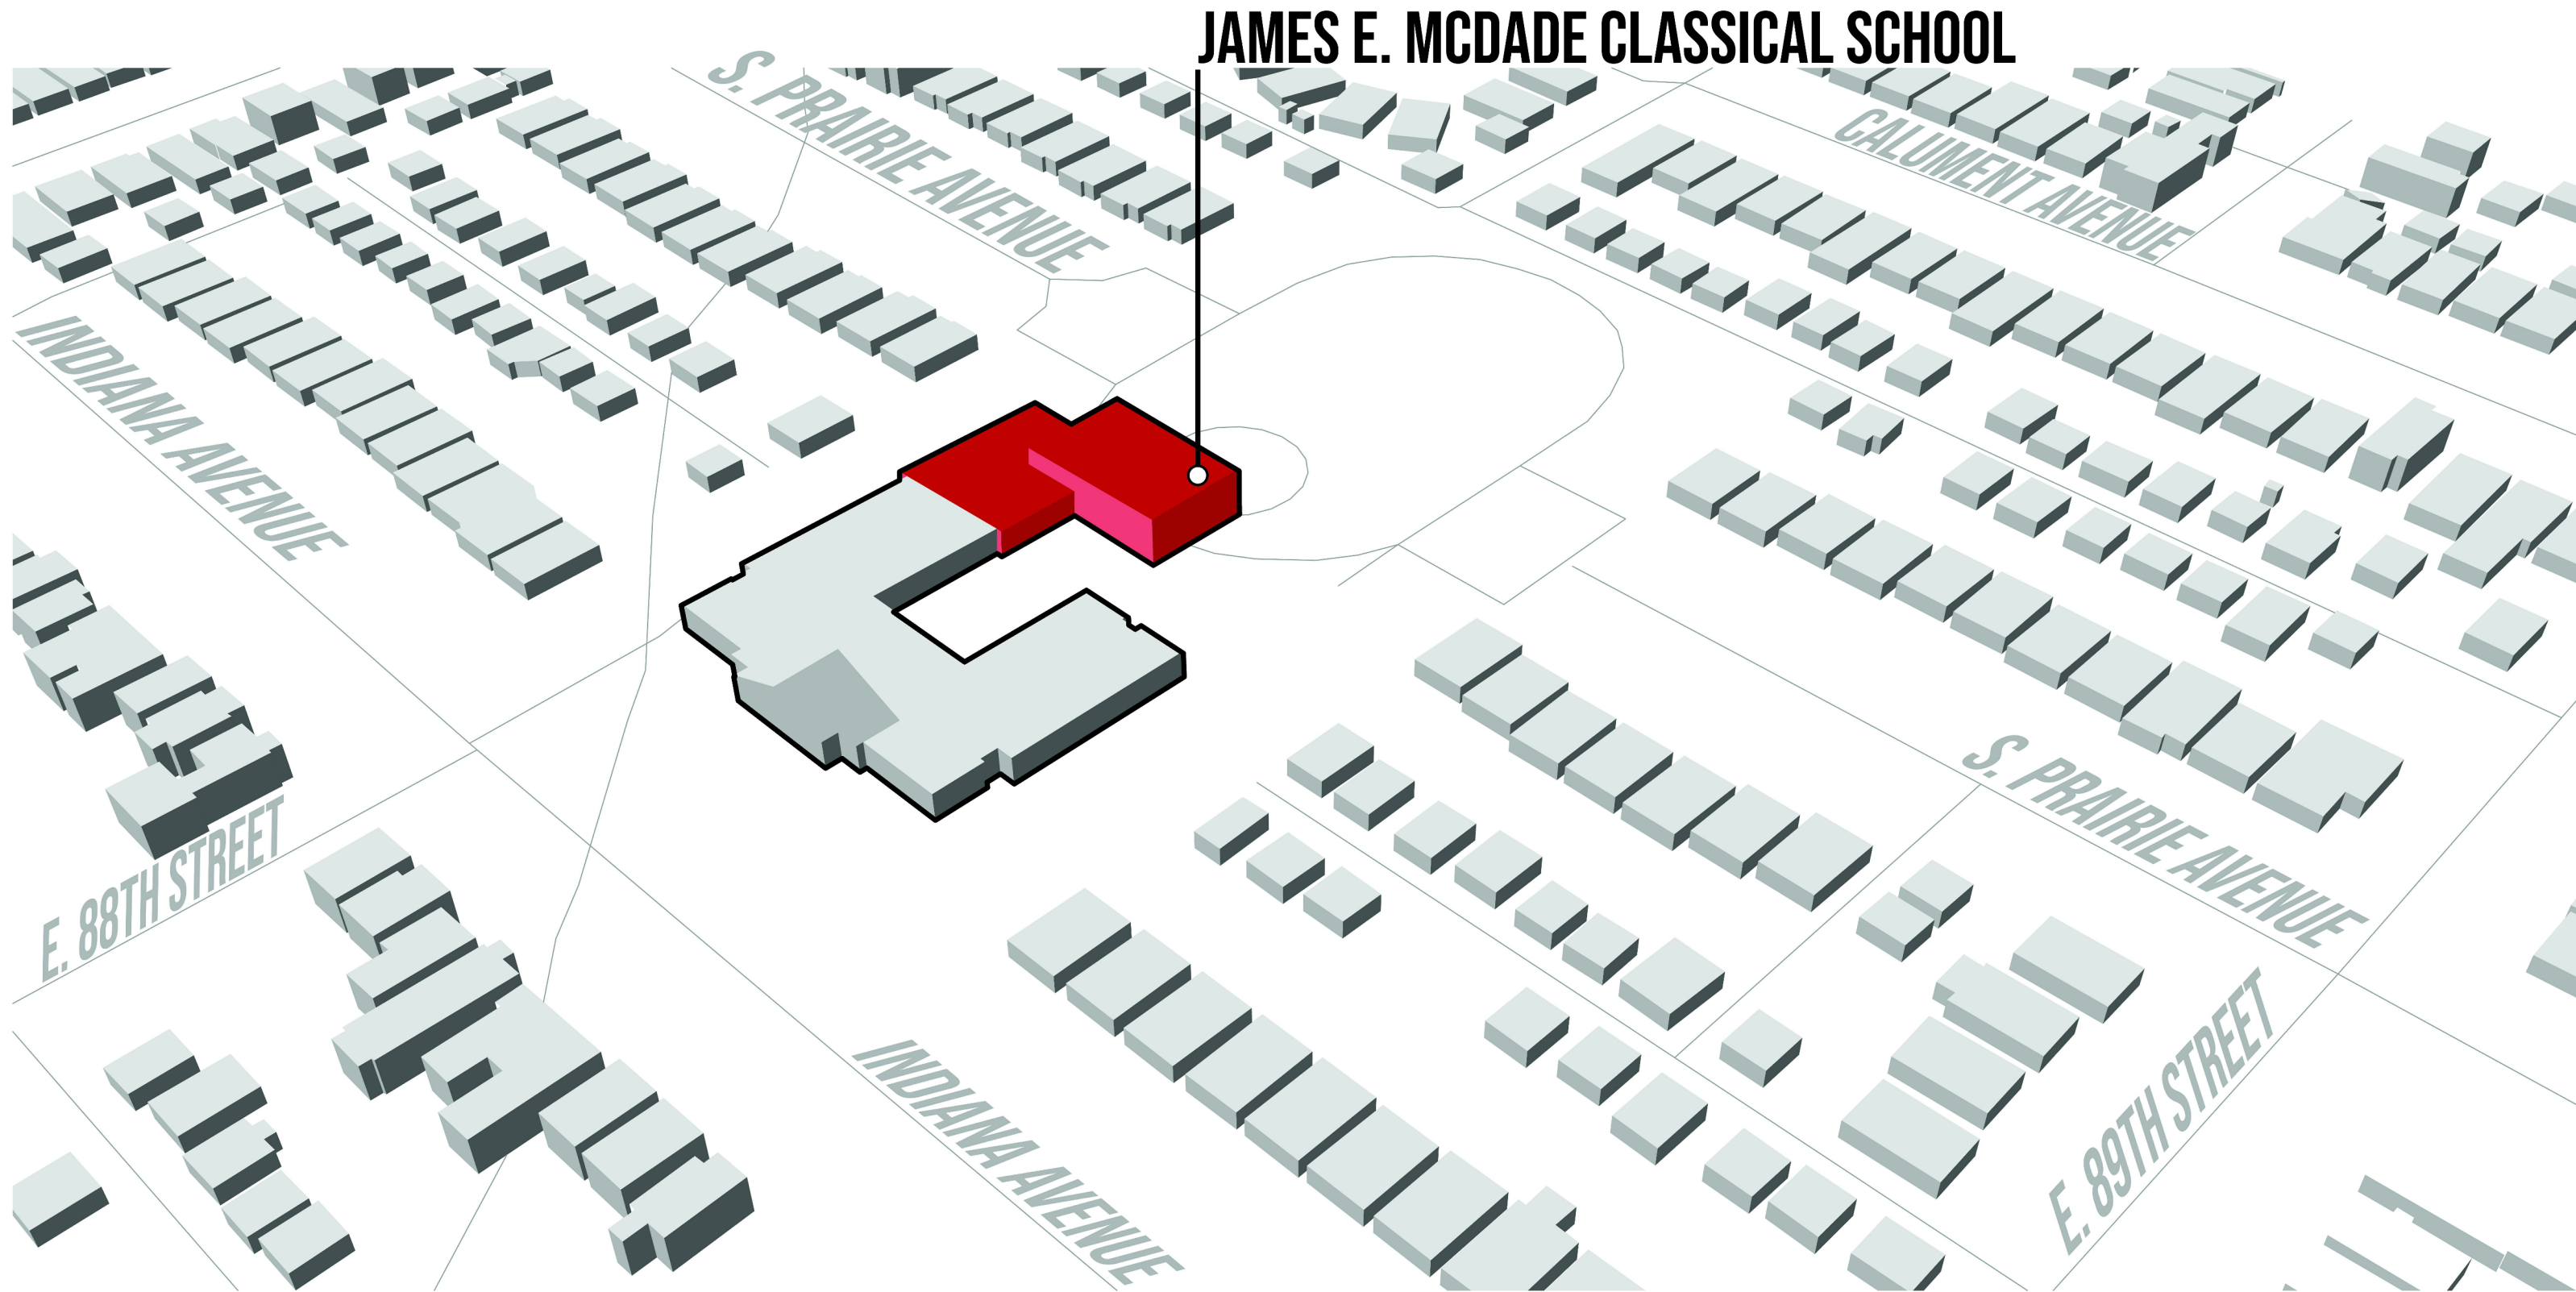 JAMES E. MCDADE CLASSICAL SCHOOL
S. PRAIRIE AVENUE
CALUMENT AVENUE
INDIANA AVENUE
S. PRAIRIE AVENUE
E. 88TH STREET
INDIANA AVENUE
E. 89TH STREET